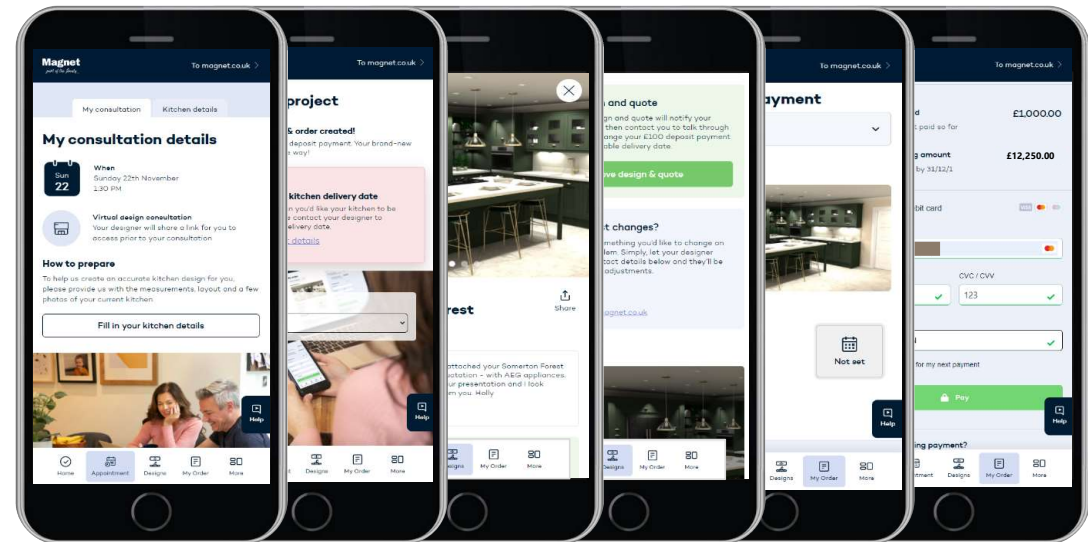 Magnet
part of the family
To magnet.co.uk >
My consultation
Kitchen details
My consultation details
Sun
22
When
Sunday 22th November
1:30 PM
Virtual design consultation
Your designer will share a link for you to
access prior to your consultation
How to prepare
To help us create an accurate kitchen design for you,
please provide us with the measurements, layout and a few
photos of your current kitchen.
Fill in your kitchen details
Help
Home
Appointment
Designs
My Order
More
To magnet.co.uk >
project
& order created!
deposit payment. Your brand-new
way!
kitchen delivery date
you'd like your kitchen to be
contact your designer to
delivery date.
details
Help
Designs
My Order
More
rest
Share
attached your Somerton Forest
quotation - with AEG appliances.
ur presentation and I look
you. Holly
My Order
More
and quote
gn and quote will notify your
then contact you to talk through
ange your £100 deposit payment
able delivery date.
ve design & quote
t changes?
mething you'd like to change on
lem. Simply, let your designer
tact details below and they'll be
adjustments.
magnet.co.uk
Designs
My Order
More
To magnet.co.uk >
ayment
Not set
Help
Designs
My Order
More
To magnet.co.uk >
d
£1,000.00
paid so far
g amount
£12,250.00
by 31/12/1
bit card
VISA
CVC / CVV
123
for my next payment
Pay
Help
ing payment?
tment
Designs
My Order
More